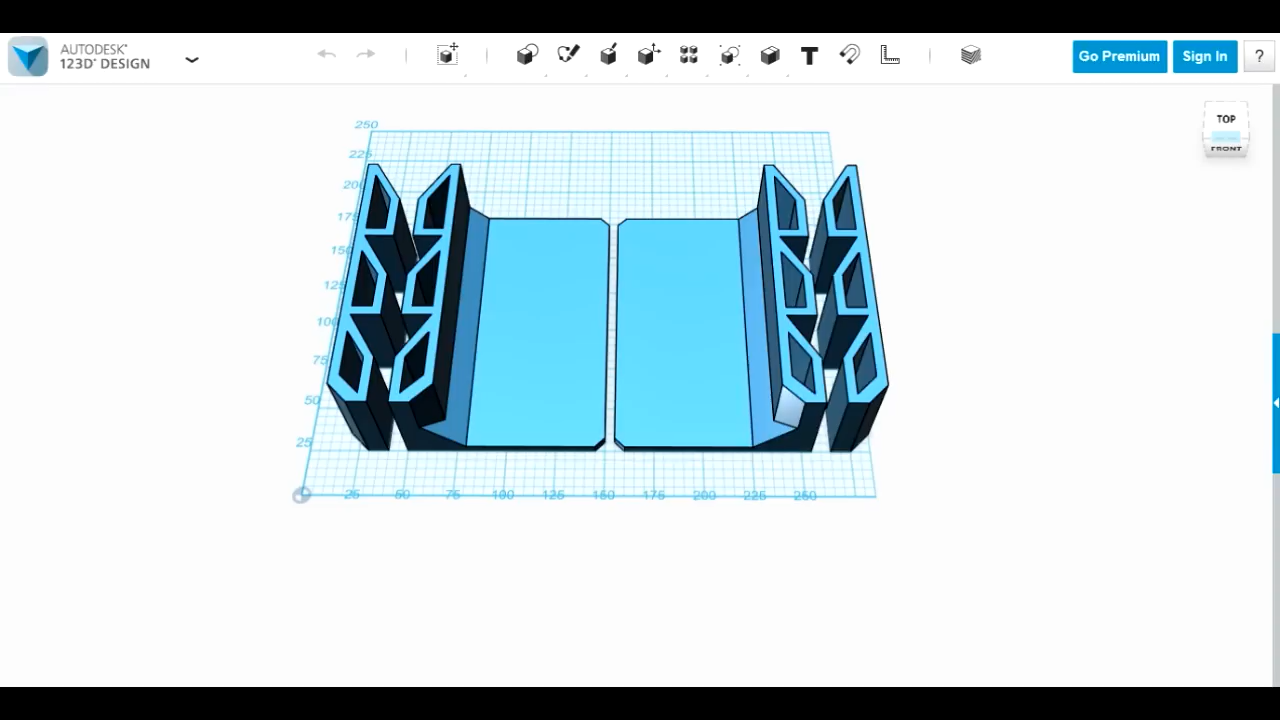 AUTODESK®
123D® DESIGN
T
Go Premium
Sign In
?
TOP
FRONT
250
225
200
175
150
125
100
75
50
25
25 50 75 100 125 150 175 200 225 250